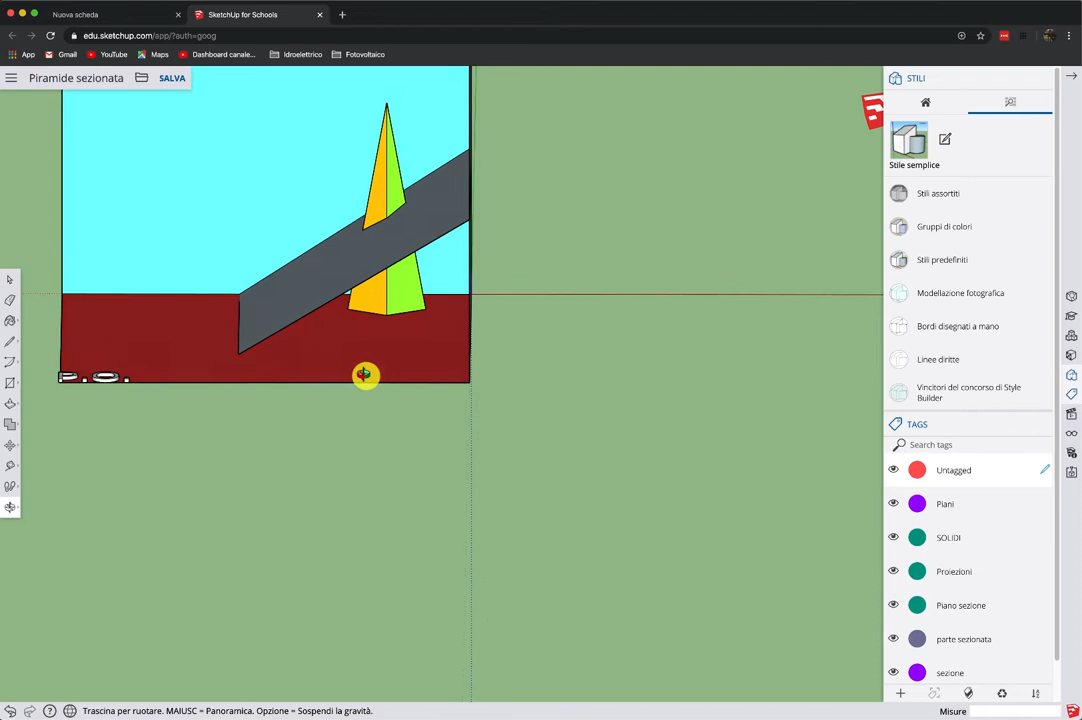 Nuova scheda
SketchUp for Schools
edu.sketchup.com/app/?auth=goog
App
Gmail
YouTube
Maps
Dashboard canale...
Idroelettrico
Fotovoltaico
Piramide sezionata
SALVA
STILI
Stile semplice
Stili assortiti
Gruppi di colori
Stili predefiniti
Modellazione fotografica
Bordi disegnati a mano
Linee diritte
Vincitori del concorso di Style
Builder
TAGS
Search tags
Untagged
Piani
SOLIDI
Proiezioni
Piano sezione
parte sezionata
sezione
P.O.
Trascina per ruotare. MAIUSC = Panoramica. Opzione = Sospendi la gravità.
Misure